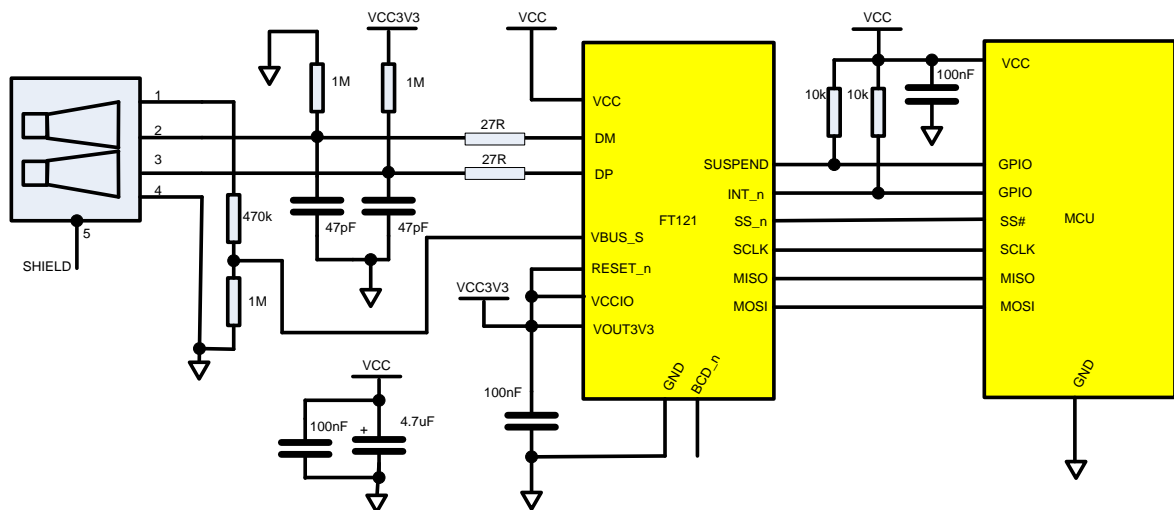 VCC3V3
VCC
VCC
1
1M
1M
VCC
100nF
10k
10k
VCC
2
27R
DM
3
27R
DP
SUSPEND
GPIO
4
INT_n
GPIO
470k
47pF
47pF
FT121
SS_n
SS#
MCU
5
VBUS_S
SCLK
SCLK
SHIELD
RESET_n
MISO
MISO
VCC3V3
VCCIO
1M
VOUT3V3
MOSI
MOSI
VCC
GND
BCD_n
GND
100nF
100nF
+
4.7uF